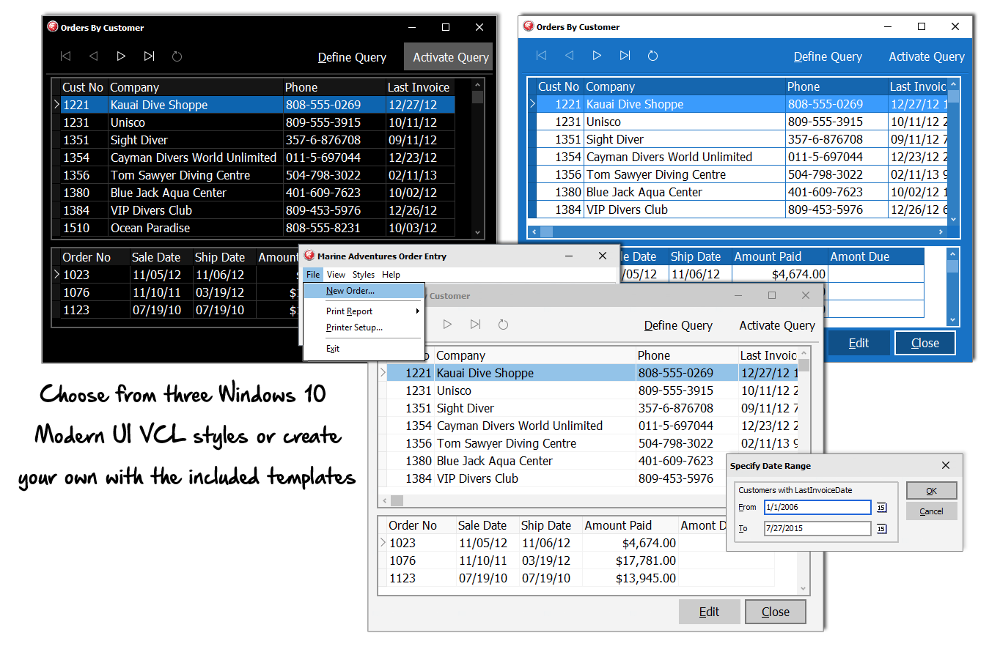 Orders By Customer
Define Query Activate Query
Cust No Company Phone Last Invoice
1221 Kauai Dive Shoppe 808-555-0269 12/27/12
1231 Unisco 809-555-3915 10/11/12
1351 Sight Diver 357-6-876708 09/11/12
1354 Cayman Divers World Unlimited 011-5-697044 12/23/12
1356 Tom Sawyer Diving Centre 504-798-3022 02/11/13
1380 Blue Jack Aqua Center 401-609-7623 10/02/12
1384 VIP Divers Club 809-453-5976 12/26/12
1510 Ocean Paradise 808-555-8231 10/03/12
Order No Sale Date Ship Date Amount
1023 11/05/12 11/06/12
1076 11/10/11 03/19/12 $1
1123 07/19/10 07/19/10 $1
Orders By Customer
Define Query Activate Query
Cust No Company Phone Last Invoic
1221 Kauai Dive Shoppe 808-555-0269 12/27/12 1
1231 Unisco 809-555-3915 10/11/12 2
1351 Sight Diver 357-6-876708 09/11/12 7
1354 Cayman Divers World Unlimited 011-5-697044 12/23/12 2
1356 Tom Sawyer Diving Centre 504-798-3022 02/11/13 9
1380 Blue Jack Aqua Center 401-609-7623 10/02/12 1
1384 VIP Divers Club 809-453-5976 12/26/12 6
le Date Ship Date Amount Paid Amont Due
/05/12 11/06/12 $4,674.00
Edit Close
Marine Adventures Order Entry
File View Styles Help
New Order...
Print Report
Printer Setup...
Exit
Customer
Define Query Activate Query
o Company Phone Last Invoic
1221 Kauai Dive Shoppe 808-555-0269 12/27/12 1
1231 Unisco 809-555-3915 10/11/12 2
1351 Sight Diver 357-6-876708 09/11/12 7
1354 Cayman Divers World Unlimited 011-5-697044 12/23/12 2
1356 Tom Sawyer Diving Centre 504-798-3022 02/11/13 9
1380 Blue Jack Aqua Center 401-609-7623
1384 VIP Divers Club 809-453-5976
Order No Sale Date Ship Date Amount Paid Amont D
1023 11/05/12 11/06/12 $4,674.00
1076 11/10/11 03/19/12 $17,781.00
1123 07/19/10 07/19/10 $13,945.00
Edit Close
Specify Date Range
Customers with LastInvoiceDate
From 1/1/2006 15
To 7/27/2015 15
OK
Cancel
Choose from three Windows 10
Modern UI VCL styles or create
your own with the included templates